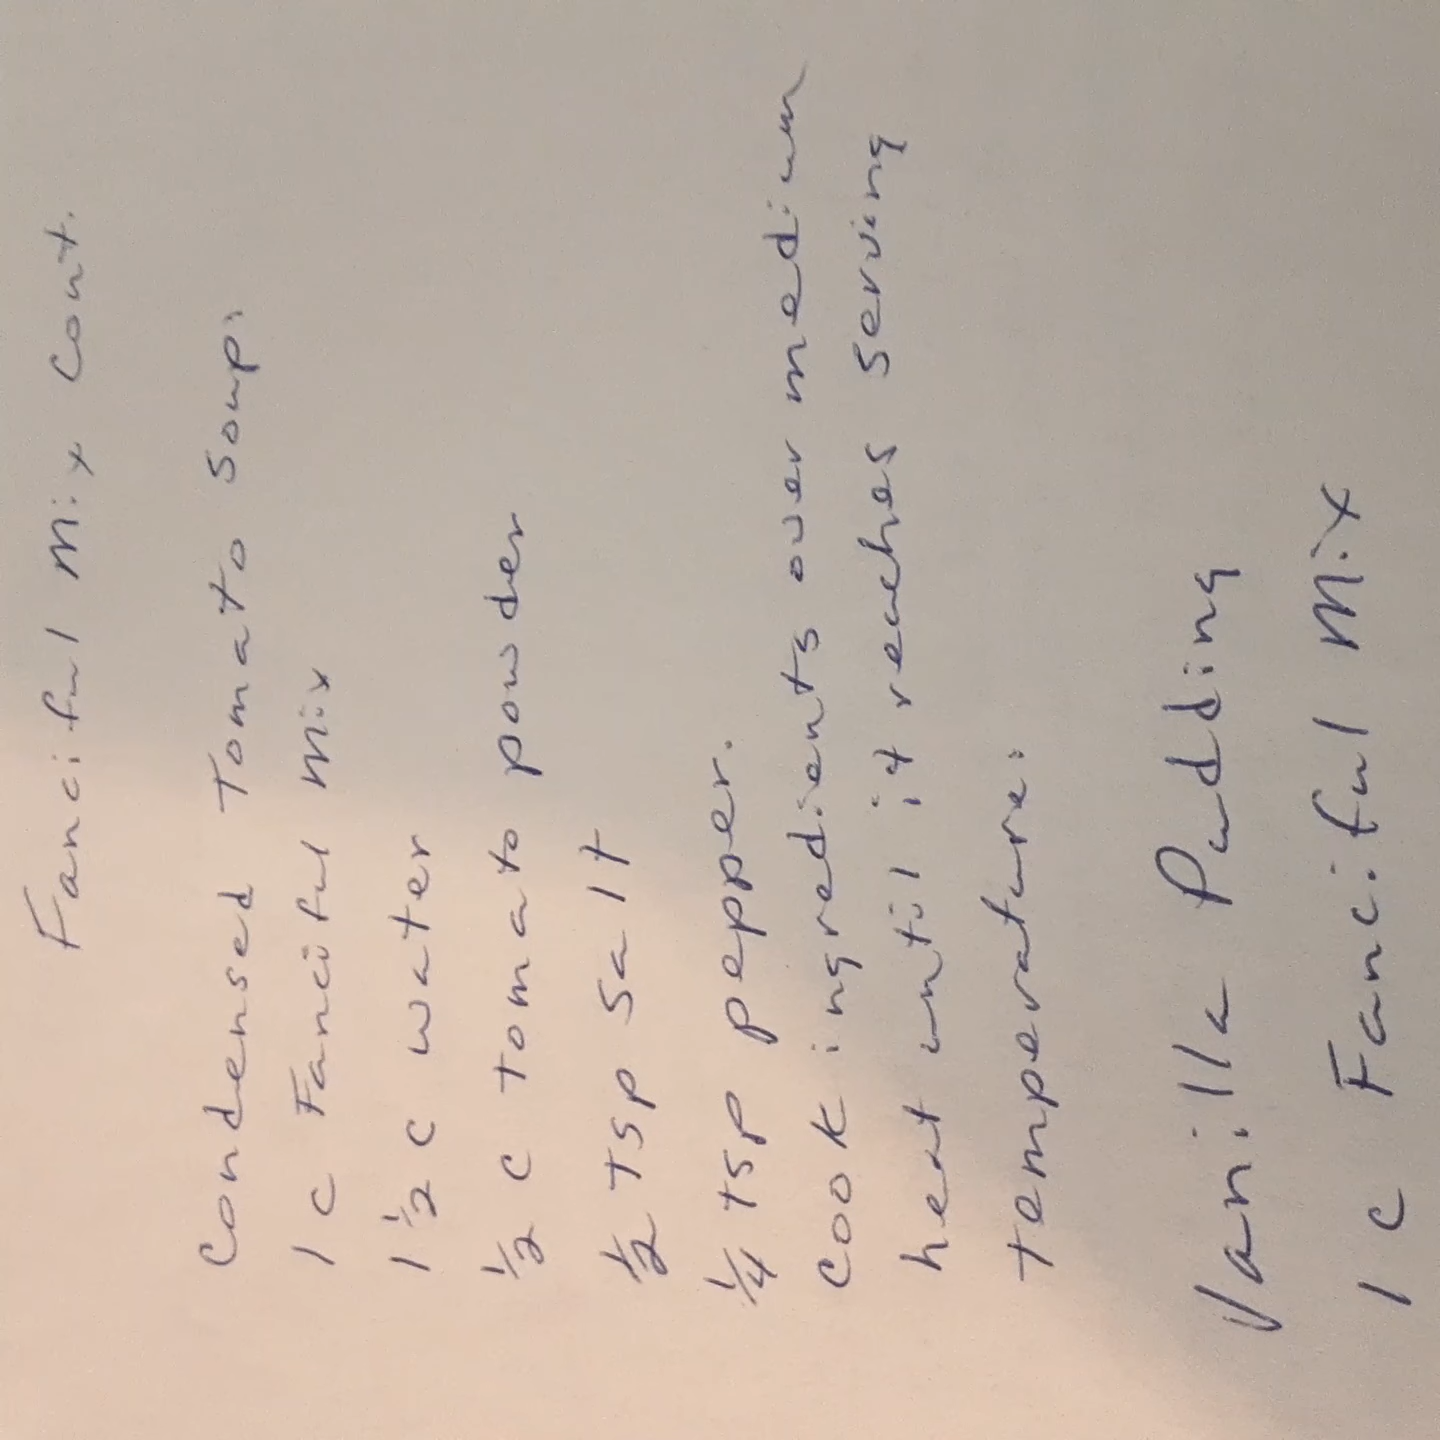 Fanciful Mix Cont.
Condensed Tomato Soup:
1 c Fanciful Mix
1 1/2 c water
1/2 c tomato powder
1/2 tsp salt
1/4 tsp pepper.
Cook ingredients over medium
heat until it reaches serving
temperature.
Vanilla Pudding
1 c Fanciful Mix